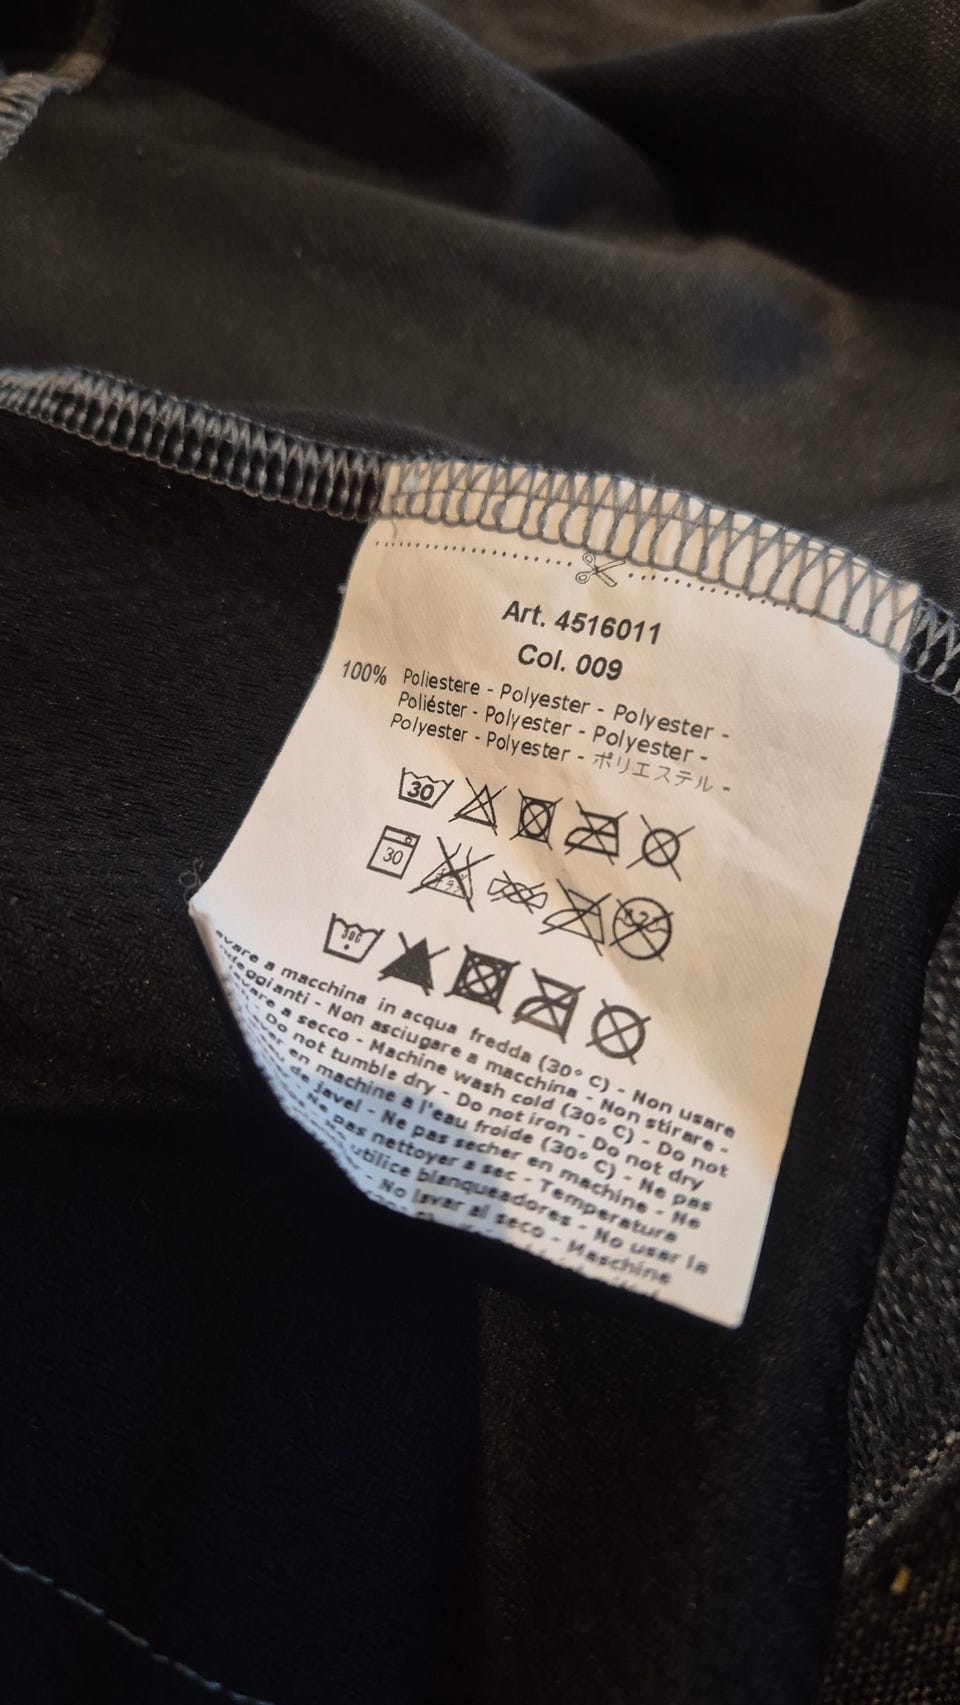 Art. 4516011
Col. 009
100% Poliestere - Polyester - Polyester -
Poliéster - Polyester - Polyester -
Polyester - Polyester - ポリエステル -
30
30
30c
macchina in acqua fredda (30° C) - Non usare
- Non asciugare a macchina - Non stirare -
a secco - Machine wash cold (30° C) - Do not
- Do not tumble dry - Do not iron - Do not dry
en machine à l'eau froide (30° C) - Ne pas
de javel - Ne pas secher en machine - Ne
pas nettoyer a sec - Temperatura
utilice blanqueadores - No usar la
- No lavar al seco - Maschine